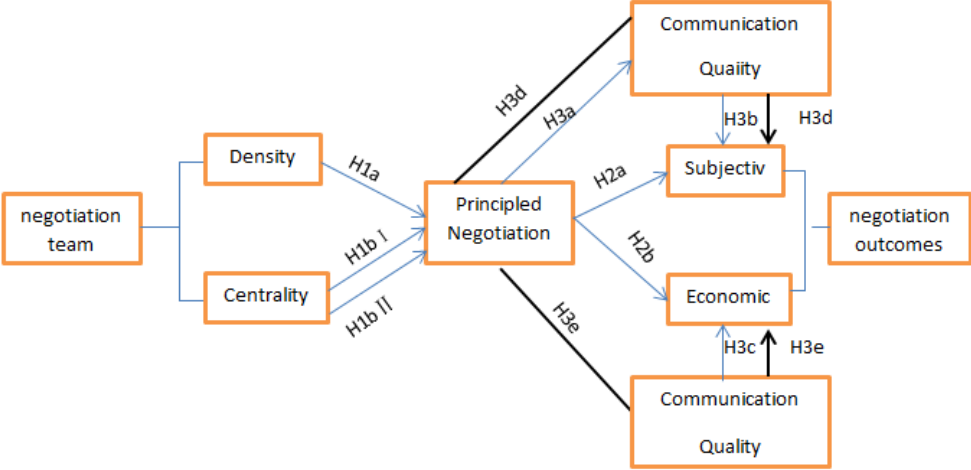 Communication
Quaiity
H3d
H3a
H3b
H3d
Density
H1a
H2a
Subjectiv
negotiation
team
Principled
Negotiation
negotiation
outcomes
H1b I
H2b
Centrality
H1b II
Economic
H3e
H3c
H3e
Communication
Quality